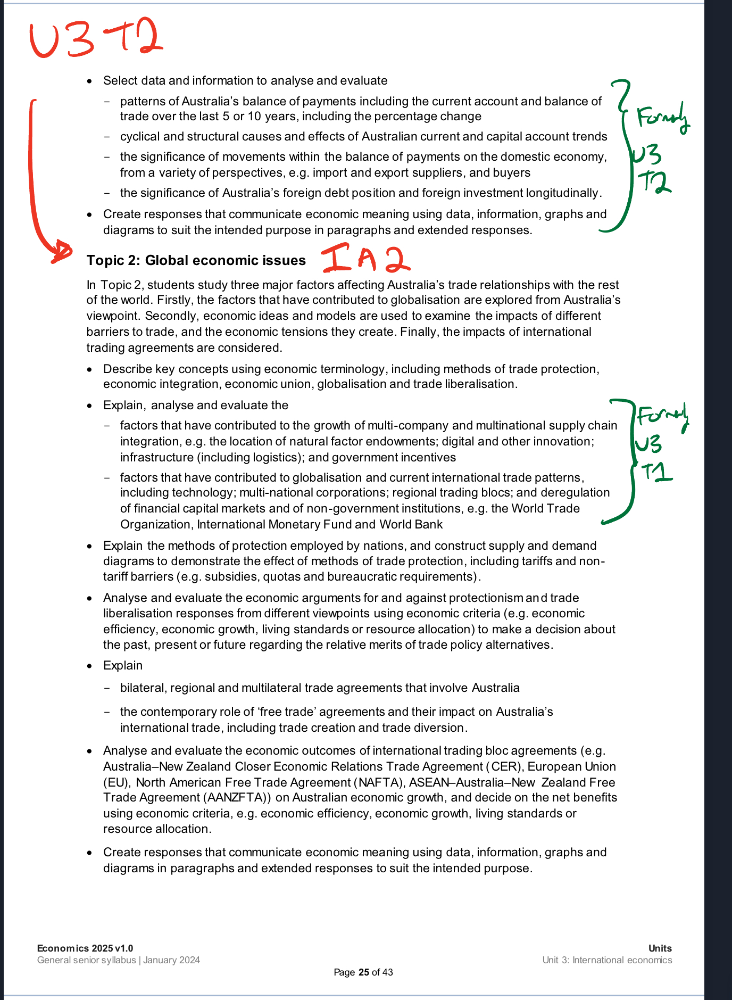 U3 T2
• Select data and information to analyse and evaluate
– patterns of Australia's balance of payments including the current account and balance of
trade over the last 5 or 10 years, including the percentage change
– cyclical and structural causes and effects of Australian current and capital account trends
– the significance of movements within the balance of payments on the domestic economy,
from a variety of perspectives, e.g. import and export suppliers, and buyers
– the significance of Australia's foreign debt position and foreign investment longitudinally.
• Create responses that communicate economic meaning using data, information, graphs and
diagrams to suit the intended purpose in paragraphs and extended responses.
Formerly
U3
T2
Topic 2: Global economic issues IA2
In Topic 2, students study three major factors affecting Australia's trade relationships with the rest
of the world. Firstly, the factors that have contributed to globalisation are explored from Australia's
viewpoint. Secondly, economic ideas and models are used to examine the impacts of different
barriers to trade, and the economic tensions they create. Finally, the impacts of international
trading agreements are considered.
• Describe key concepts using economic terminology, including methods of trade protection,
economic integration, economic union, globalisation and trade liberalisation.
• Explain, analyse and evaluate the
– factors that have contributed to the growth of multi-company and multinational supply chain
integration, e.g. the location of natural factor endowments; digital and other innovation;
infrastructure (including logistics); and government incentives
– factors that have contributed to globalisation and current international trade patterns,
including technology; multi-national corporations; regional trading blocs; and deregulation
of financial capital markets and of non-government institutions, e.g. the World Trade
Organization, International Monetary Fund and World Bank
Formerly
U3
T1
• Explain the methods of protection employed by nations, and construct supply and demand
diagrams to demonstrate the effect of methods of trade protection, including tariffs and non-
tariff barriers (e.g. subsidies, quotas and bureaucratic requirements).
• Analyse and evaluate the economic arguments for and against protectionism and trade
liberalisation responses from different viewpoints using economic criteria (e.g. economic
efficiency, economic growth, living standards or resource allocation) to make a decision about
the past, present or future regarding the relative merits of trade policy alternatives.
• Explain
– bilateral, regional and multilateral trade agreements that involve Australia
– the contemporary role of ‘free trade’ agreements and their impact on Australia's
international trade, including trade creation and trade diversion.
• Analyse and evaluate the economic outcomes of international trading bloc agreements (e.g.
Australia–New Zealand Closer Economic Relations Trade Agreement (CER), European Union
(EU), North American Free Trade Agreement (NAFTA), ASEAN–Australia–New Zealand Free
Trade Agreement (AANZFTA)) on Australian economic growth, and decide on the net benefits
using economic criteria, e.g. economic efficiency, economic growth, living standards or
resource allocation.
• Create responses that communicate economic meaning using data, information, graphs and
diagrams in paragraphs and extended responses to suit the intended purpose.
Economics 2025 v1.0
General senior syllabus | January 2024
Units
Unit 3: International economics
Page 25 of 43